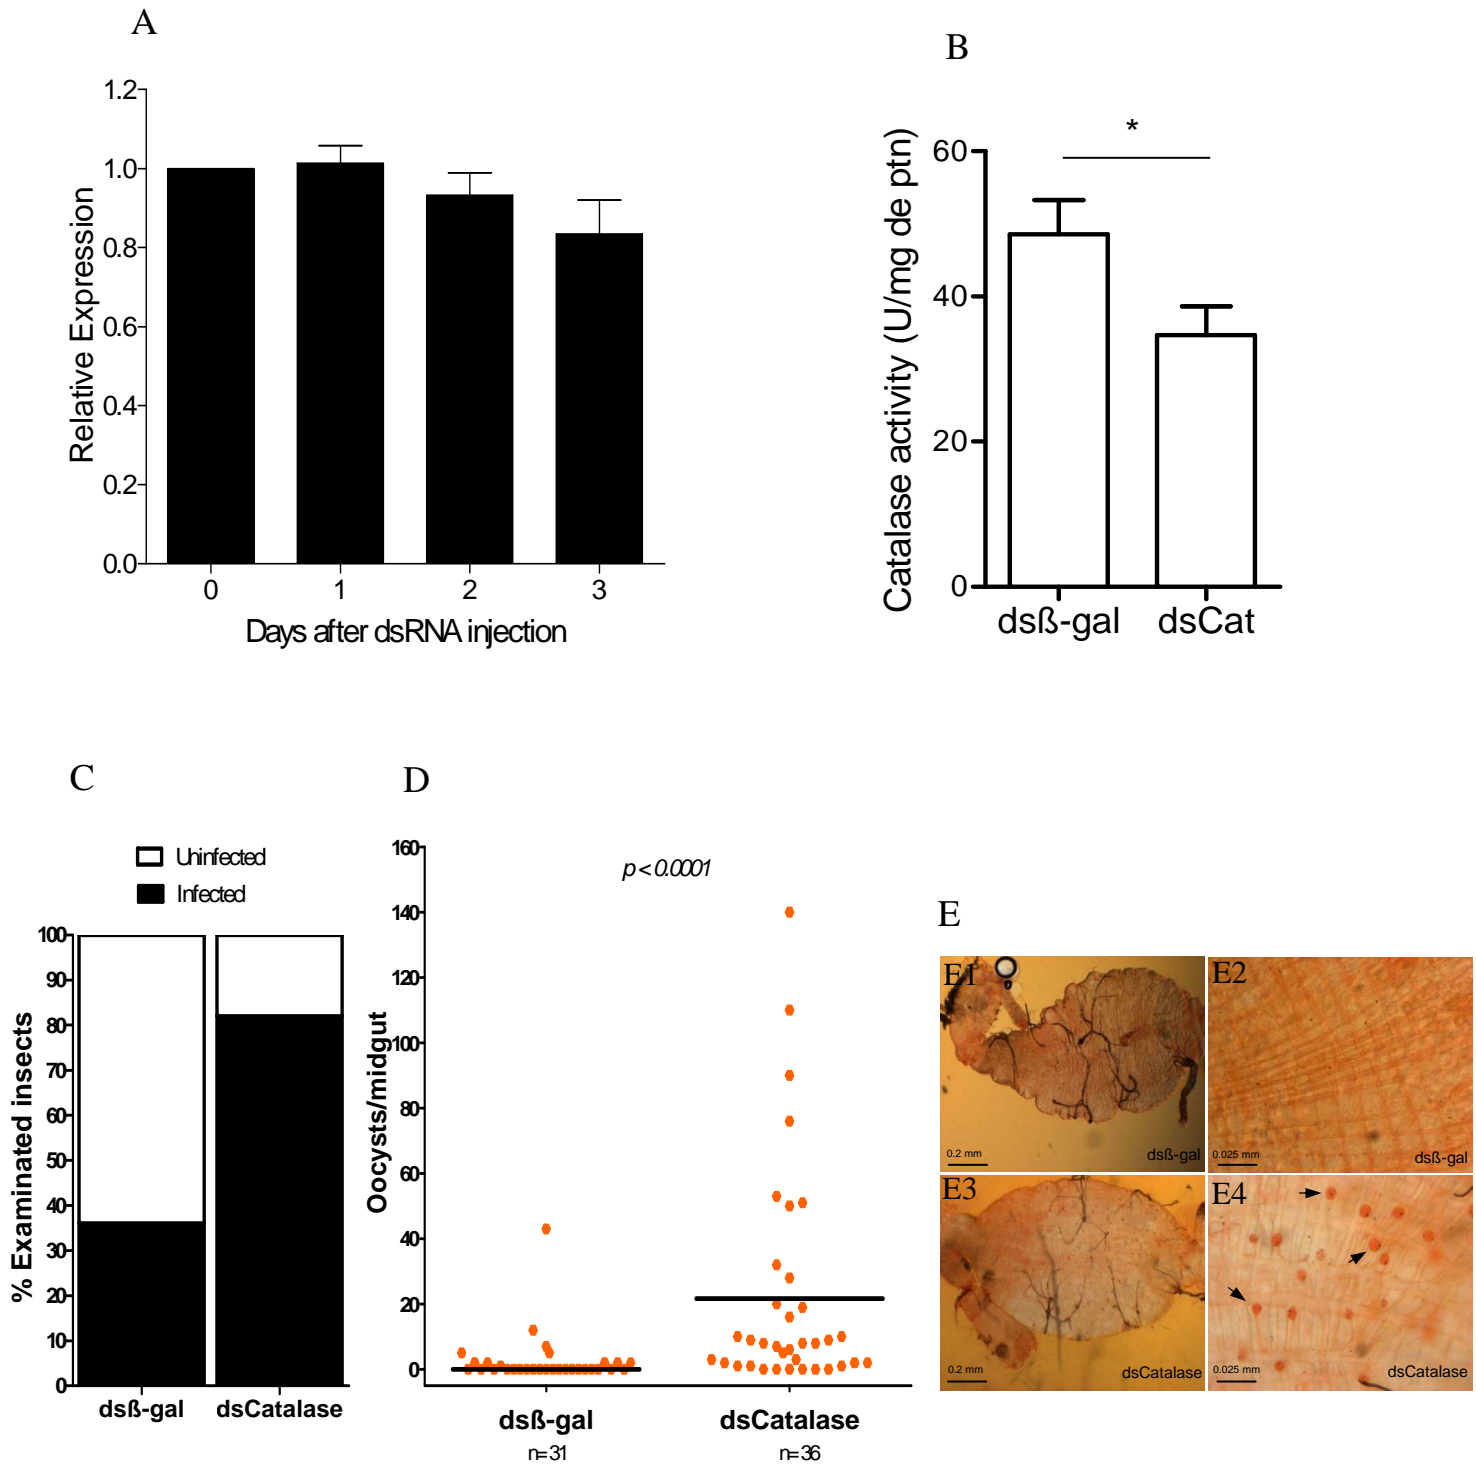 A
1.2
1.0
0.8
0.6
0.4
0.2
0.0
Relative Expression
0 1 2 3
Days after dsRNA injection
B
*
60
40
20
0
Catalase activity (U/mg de ptn)
dsß-gal dsCat
C
Uninfected
Infected
100
90
80
70
60
50
40
30
20
10
0
% Examinated insects
dsß-gal dsCatalase
D
p<0.0001
160
140
120
100
80
60
40
20
0
Oocysts/midgut
dsß-gal dsCatalase
n=31 n=36
E
E1
0.2 mm
dsß-gal
E2
0.025 mm
dsß-gal
E3
0.2 mm
dsCatalase
E4
0.025 mm
dsCatalase